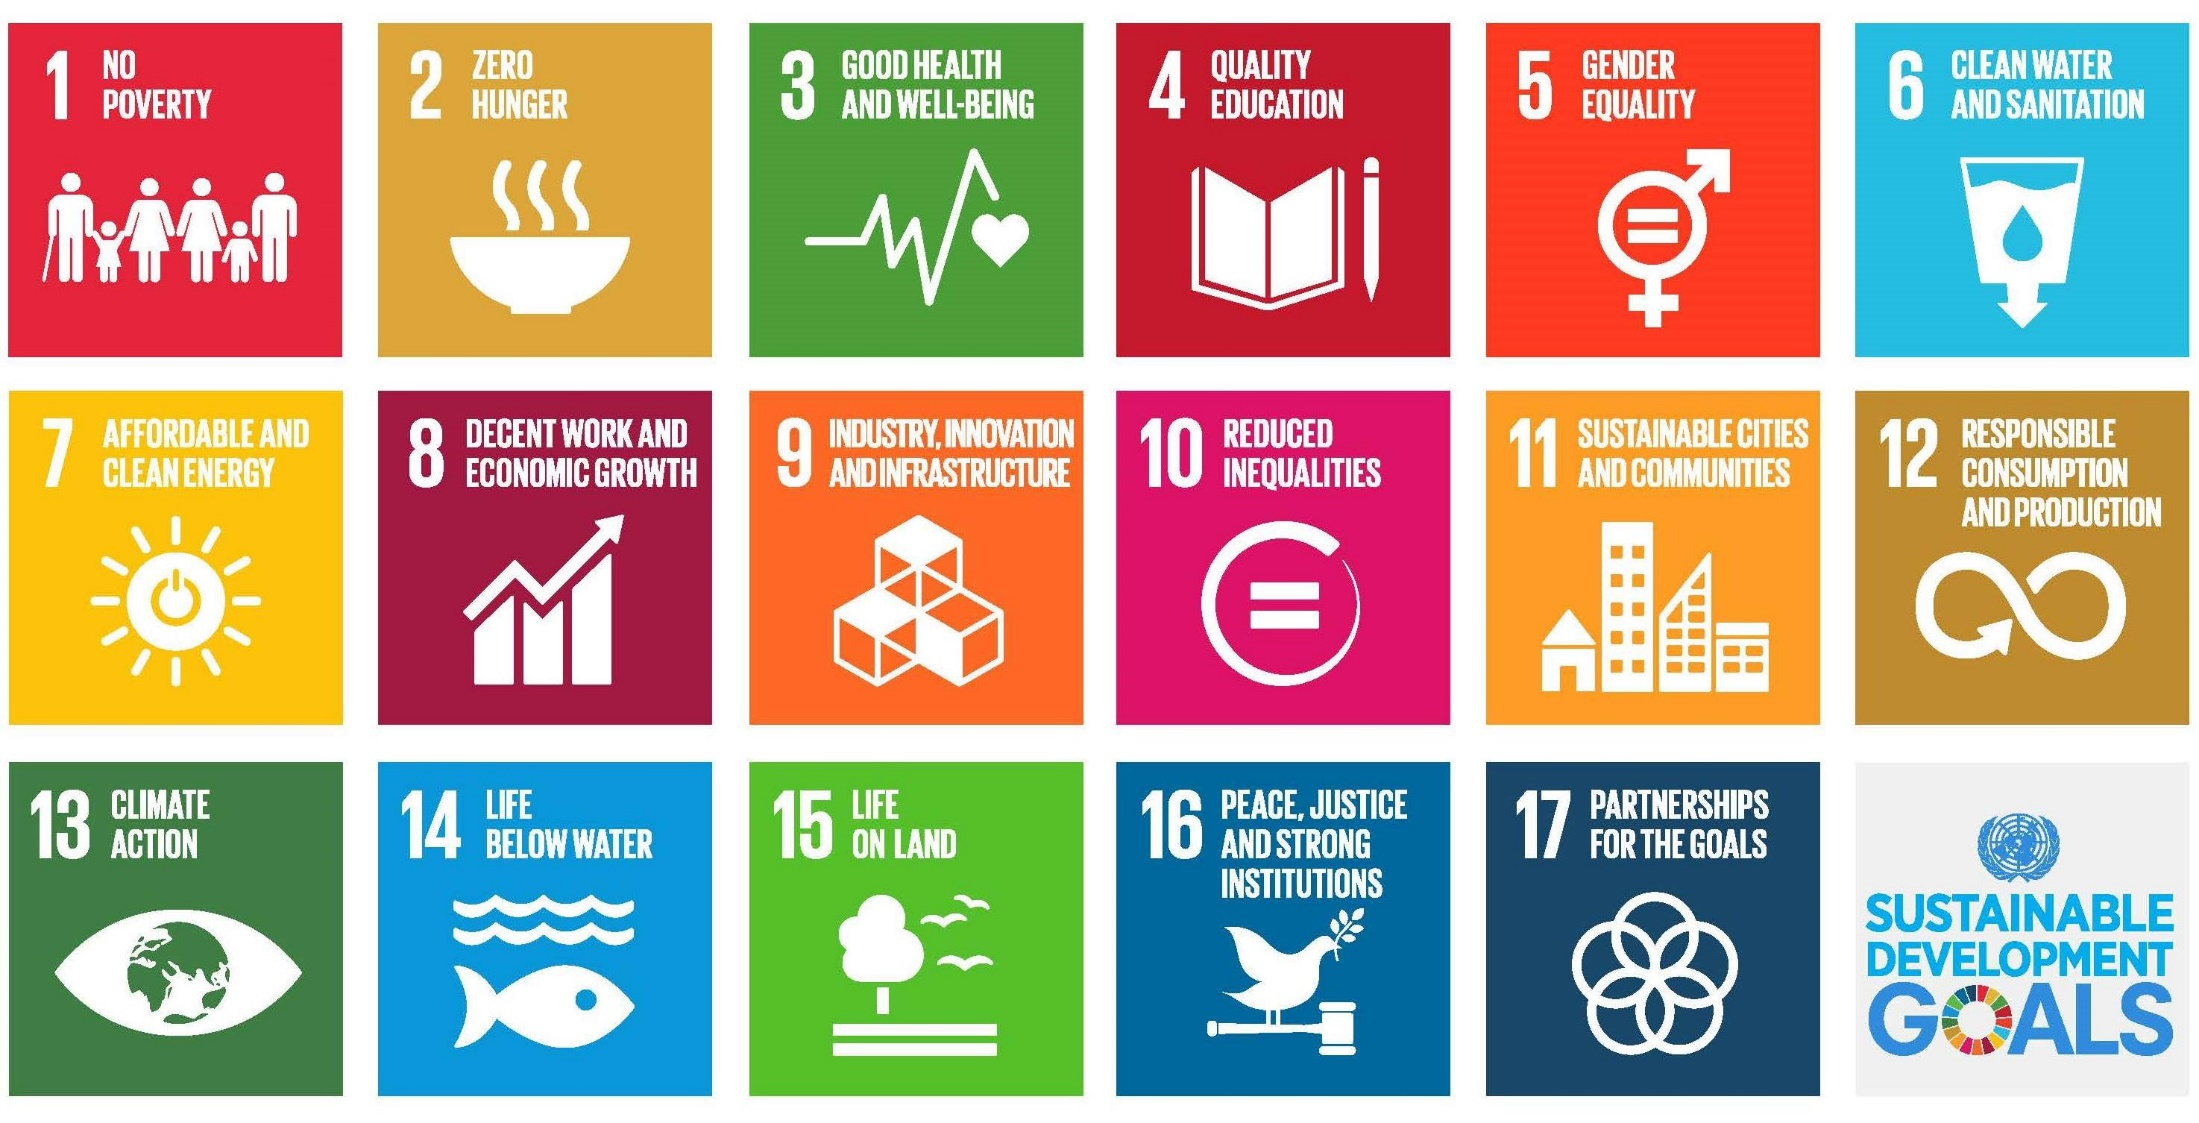 1 NO
POVERTY
2 ZERO
HUNGER
3 GOOD HEALTH
AND WELL-BEING
4 QUALITY
EDUCATION
5 GENDER
EQUALITY
6 CLEAN WATER
AND SANITATION
7 AFFORDABLE AND
CLEAN ENERGY
8 DECENT WORK AND
ECONOMIC GROWTH
9 INDUSTRY, INNOVATION
AND INFRASTRUCTURE
10 REDUCED
INEQUALITIES
11 SUSTAINABLE CITIES
AND COMMUNITIES
12 RESPONSIBLE
CONSUMPTION
AND PRODUCTION
13 CLIMATE
ACTION
14 LIFE
BELOW WATER
15 LIFE
ON LAND
16 PEACE, JUSTICE
AND STRONG
INSTITUTIONS
17 PARTNERSHIPS
FOR THE GOALS
SUSTAINABLE
DEVELOPMENT
GOALS